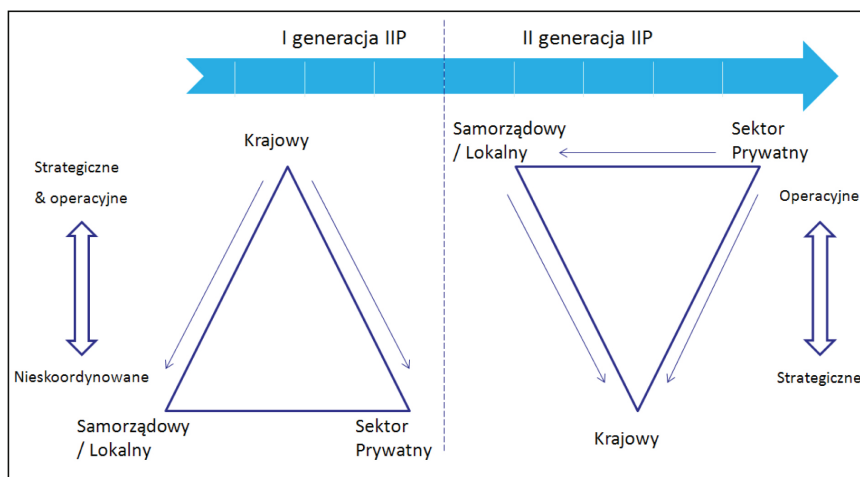 I generacja IIP
II generacja IIP
Krajowy
Strategiczne
& operacyjne
Nieskoordynowane
Samorządowy
/ Lokalny
Sektor
Prywatny
Samorządowy
/ Lokalny
Sektor
Prywatny
Operacyjne
Strategiczne
Krajowy